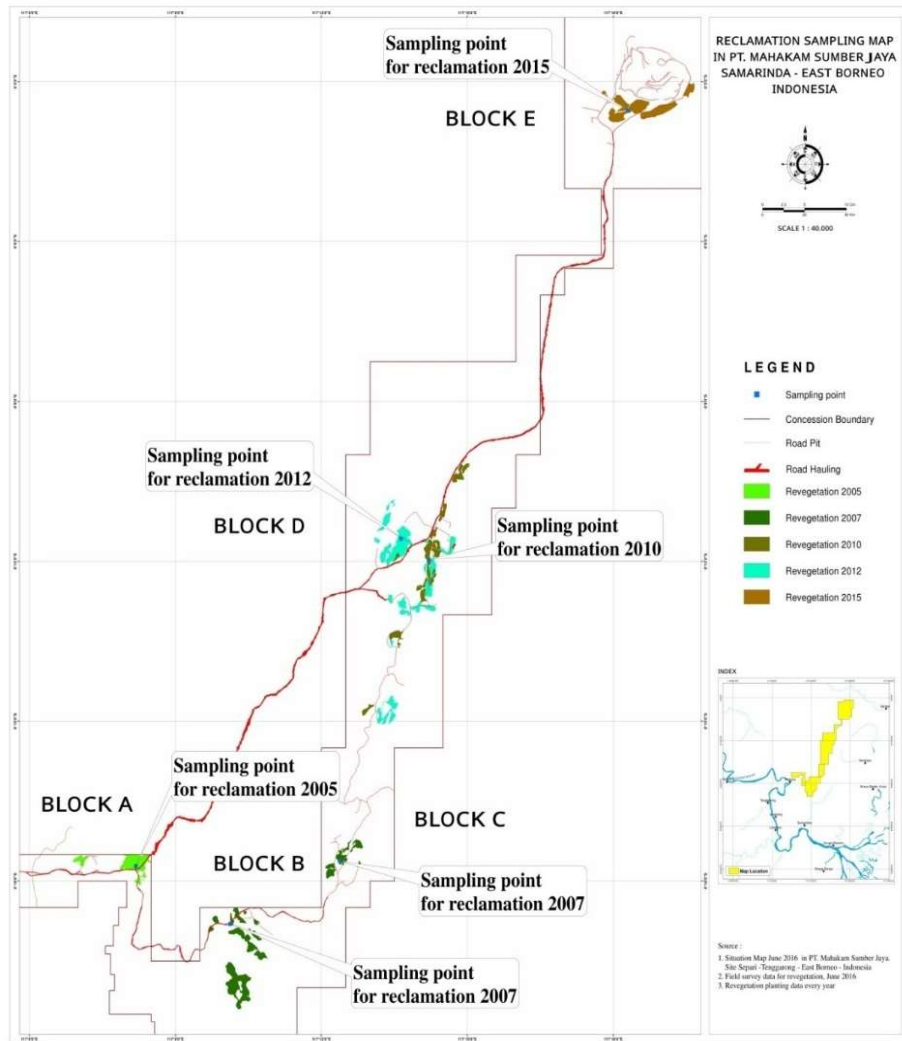 RECLAMATION SAMPLING MAP
IN PT. MAHAKAM SUMBER JAYA
SAMARINDA - EAST BORNEO
INDONESIA
N
SCALE 1 : 40.000
Sampling point
for reclamation 2015
BLOCK E
Sampling point
for reclamation 2012
BLOCK D
Sampling point
for reclamation 2010
Sampling point
for reclamation 2005
BLOCK A
BLOCK C
BLOCK B
Sampling point
for reclamation 2007
Sampling point
for reclamation 2007
LEGEND
Sampling point
Concession Boundary
Road Pit
Road Hauling
Revegetation 2005
Revegetation 2007
Revegetation 2010
Revegetation 2012
Revegetation 2015
INDEX
Map Location
Source :
1. Situation Map June 2016 in PT. Mahakam Sumber Jaya.
Site Separi -Tenggarong - East Borneo - Indonesia
2. Field survey data for revegetation, June 2016
3. Revegetation planting data every year